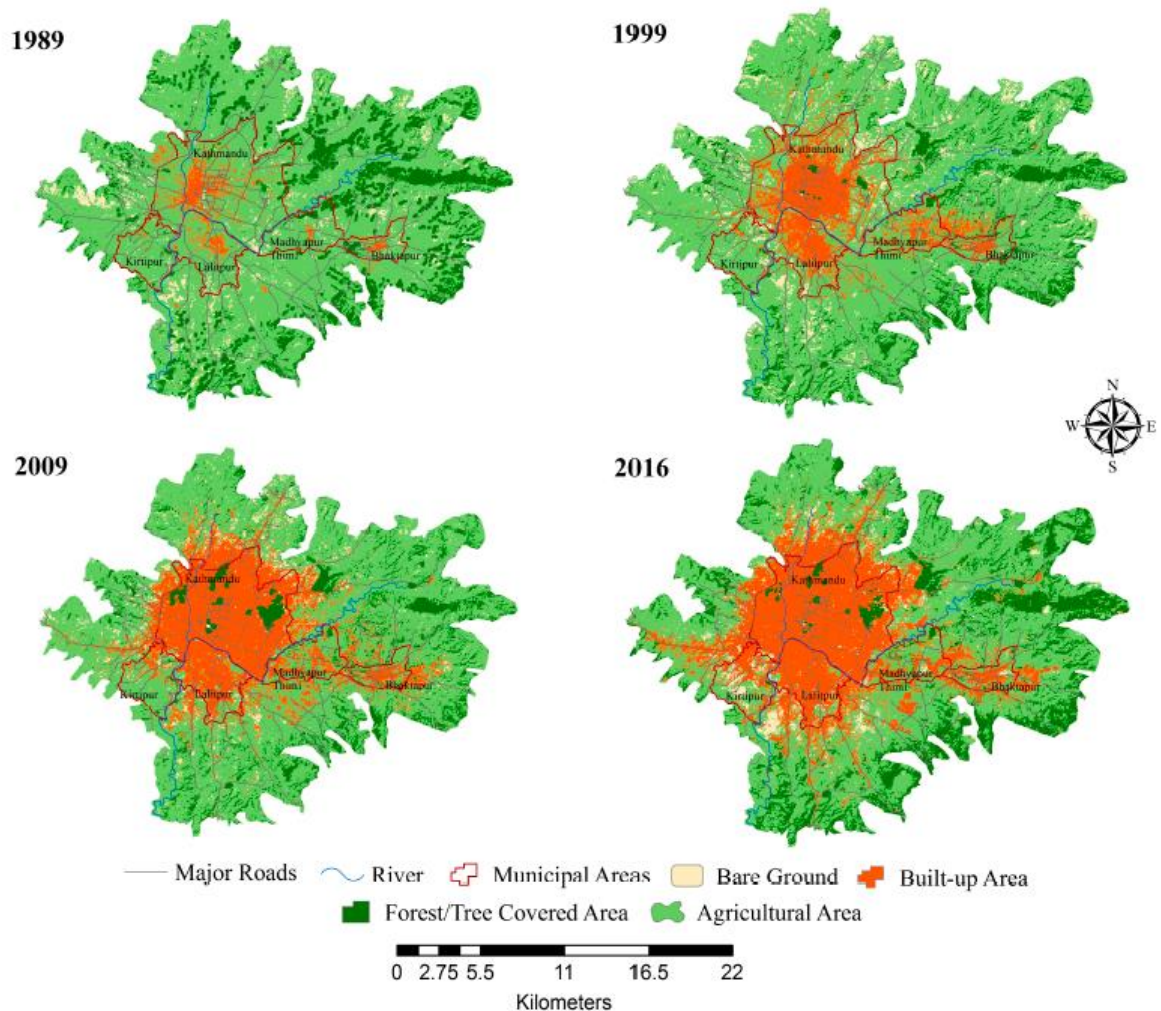 1989
Kathmandu
Kirtipur
Lalitpur
Madhyapur
Thimi
Bhaktapur
1999
Kathmandu
Kirtipur
Lalitpur
Madhyapur
Thimi
Bhaktapur
N
W E
S
2009
Kathmandu
Kirtipur
Lalitpur
Madhyapur
Thimi
Bhaktapur
2016
Kathmandu
Kirtipur
Lalitpur
Madhyapur
Thimi
Bhaktapur
Major Roads River Municipal Areas Bare Ground Built-up Area
Forest/Tree Covered Area Agricultural Area
0 2.75 5.5 11 16.5 22
Kilometers